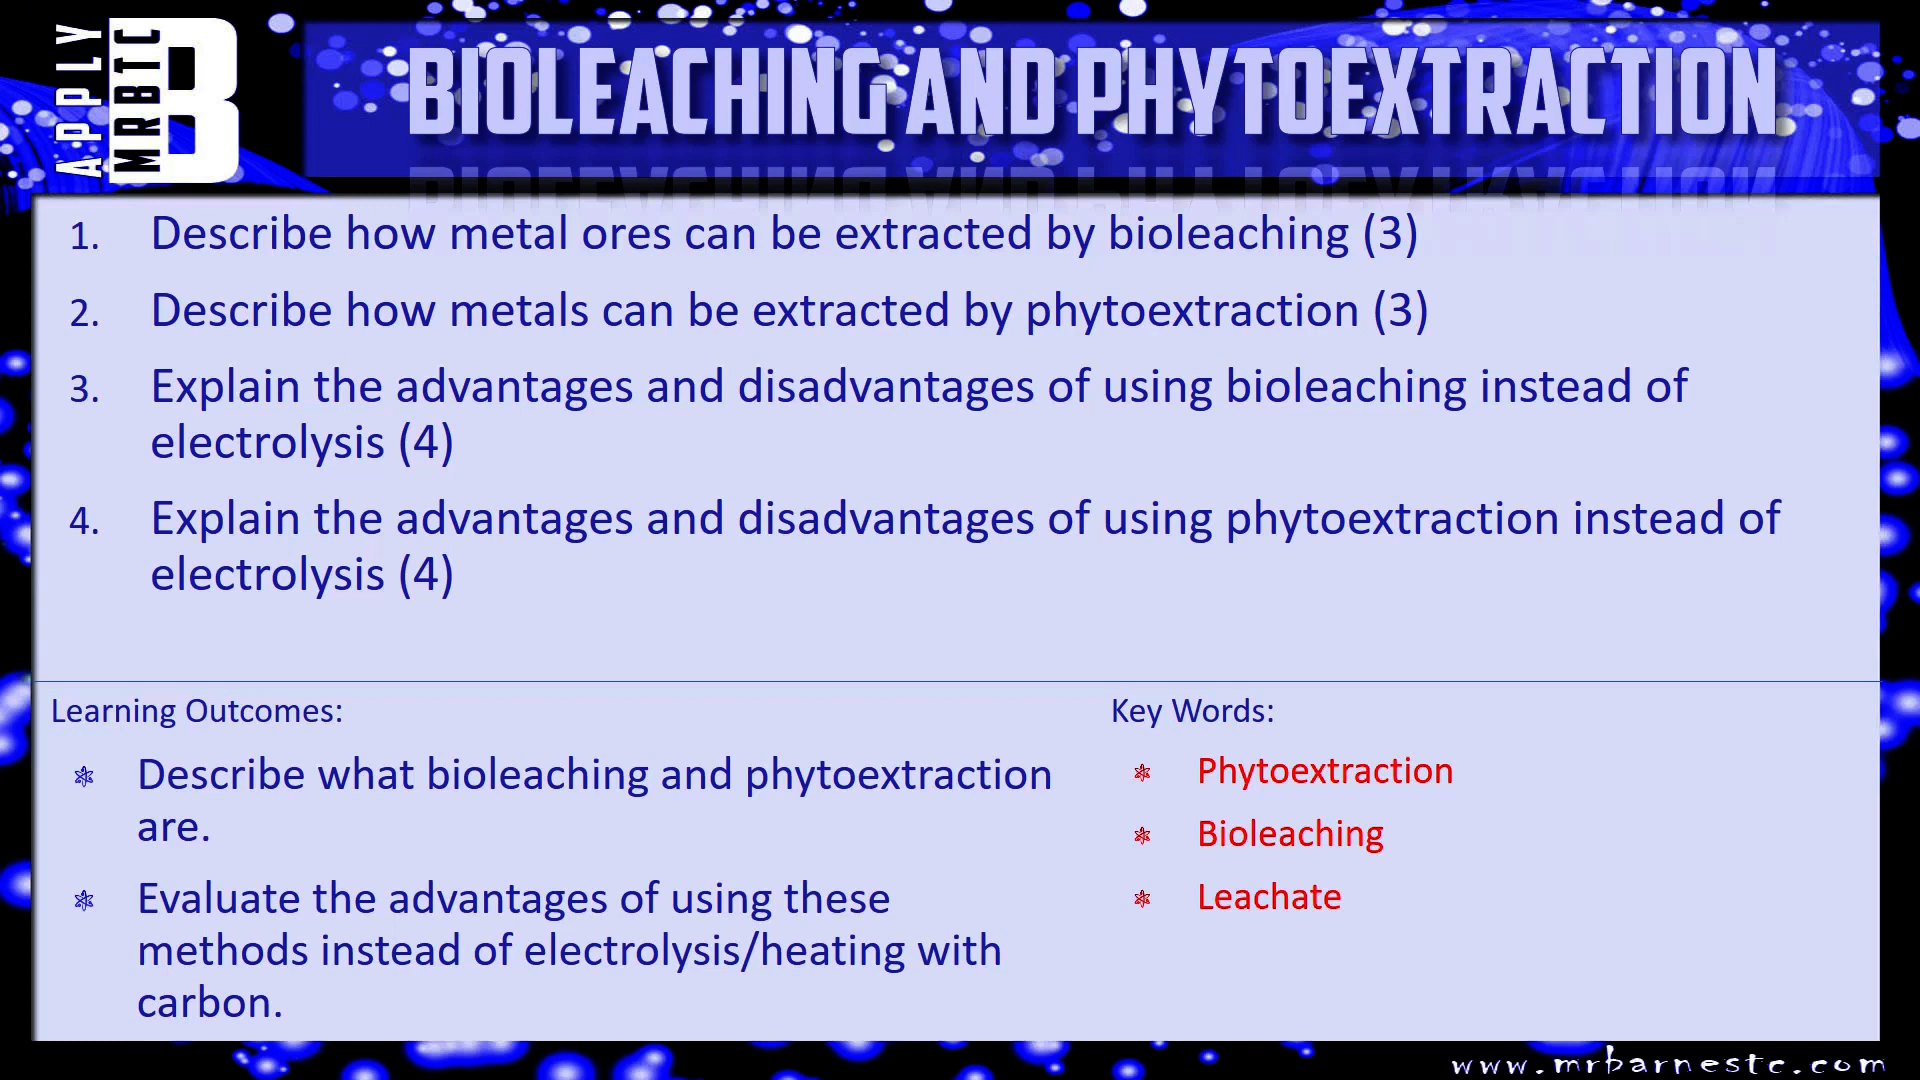 APPLY
MRBTC
B
BIOLEACHING AND PHYTOEXTRACTION
1. Describe how metal ores can be extracted by bioleaching (3)
2. Describe how metals can be extracted by phytoextraction (3)
3. Explain the advantages and disadvantages of using bioleaching instead of
electrolysis (4)
4. Explain the advantages and disadvantages of using phytoextraction instead of
electrolysis (4)
Learning Outcomes:
Describe what bioleaching and phytoextraction
are.
Evaluate the advantages of using these
methods instead of electrolysis/heating with
carbon.
Key Words:
Phytoextraction
Bioleaching
Leachate
www.mrbarnestc.com